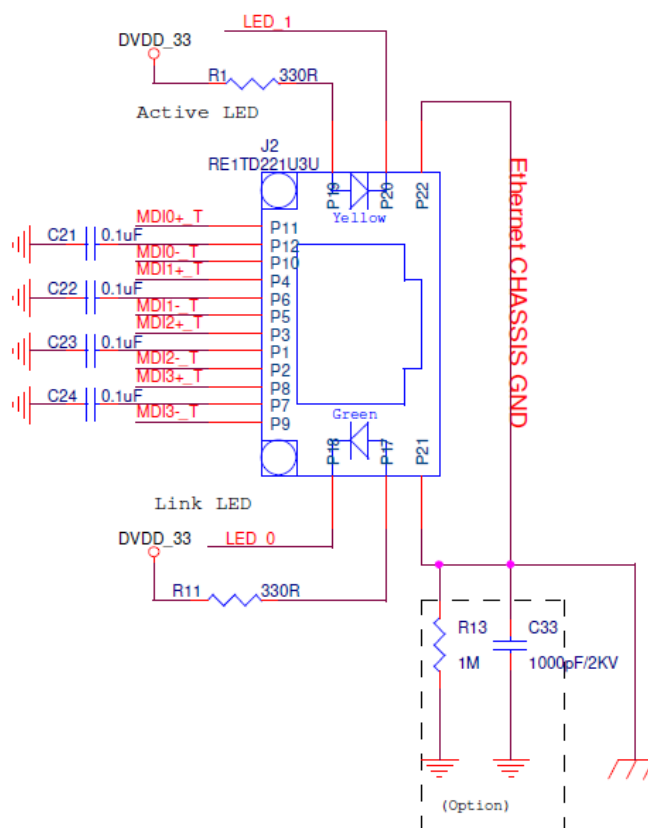 LED_1
DVDD_33
R1 330R
Active LED
J2
RE1TD221U3U
P19 P20 P22
Yellow
Ethernet CHASSIS GND
MDI0+_T P11
C21 0.1uF P12
MDI0-_T P10
MDI1+_T P4
C22 0.1uF P6
MDI1-_T P5
MDI2+_T P3
C23 0.1uF P1
MDI2-_T P2
MDI3+_T P8
C24 0.1uF P7
MDI3-_T P9
Green
P18 P17 P21
Link LED
LED_0
DVDD_33
R11 330R
R13 C33
1M 1000pF/2KV
(Option)